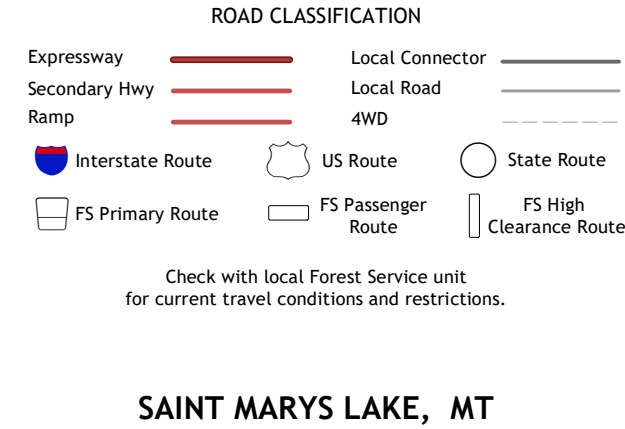 ROAD CLASSIFICATION
Expressway
Local Connector
Secondary Hwy
Local Road
Ramp
4WD
Interstate Route
US Route
State Route
FS Primary Route
FS Passenger
Route
FS High
Clearance Route
Check with local Forest Service unit
for current travel conditions and restrictions.
SAINT MARYS LAKE, MT